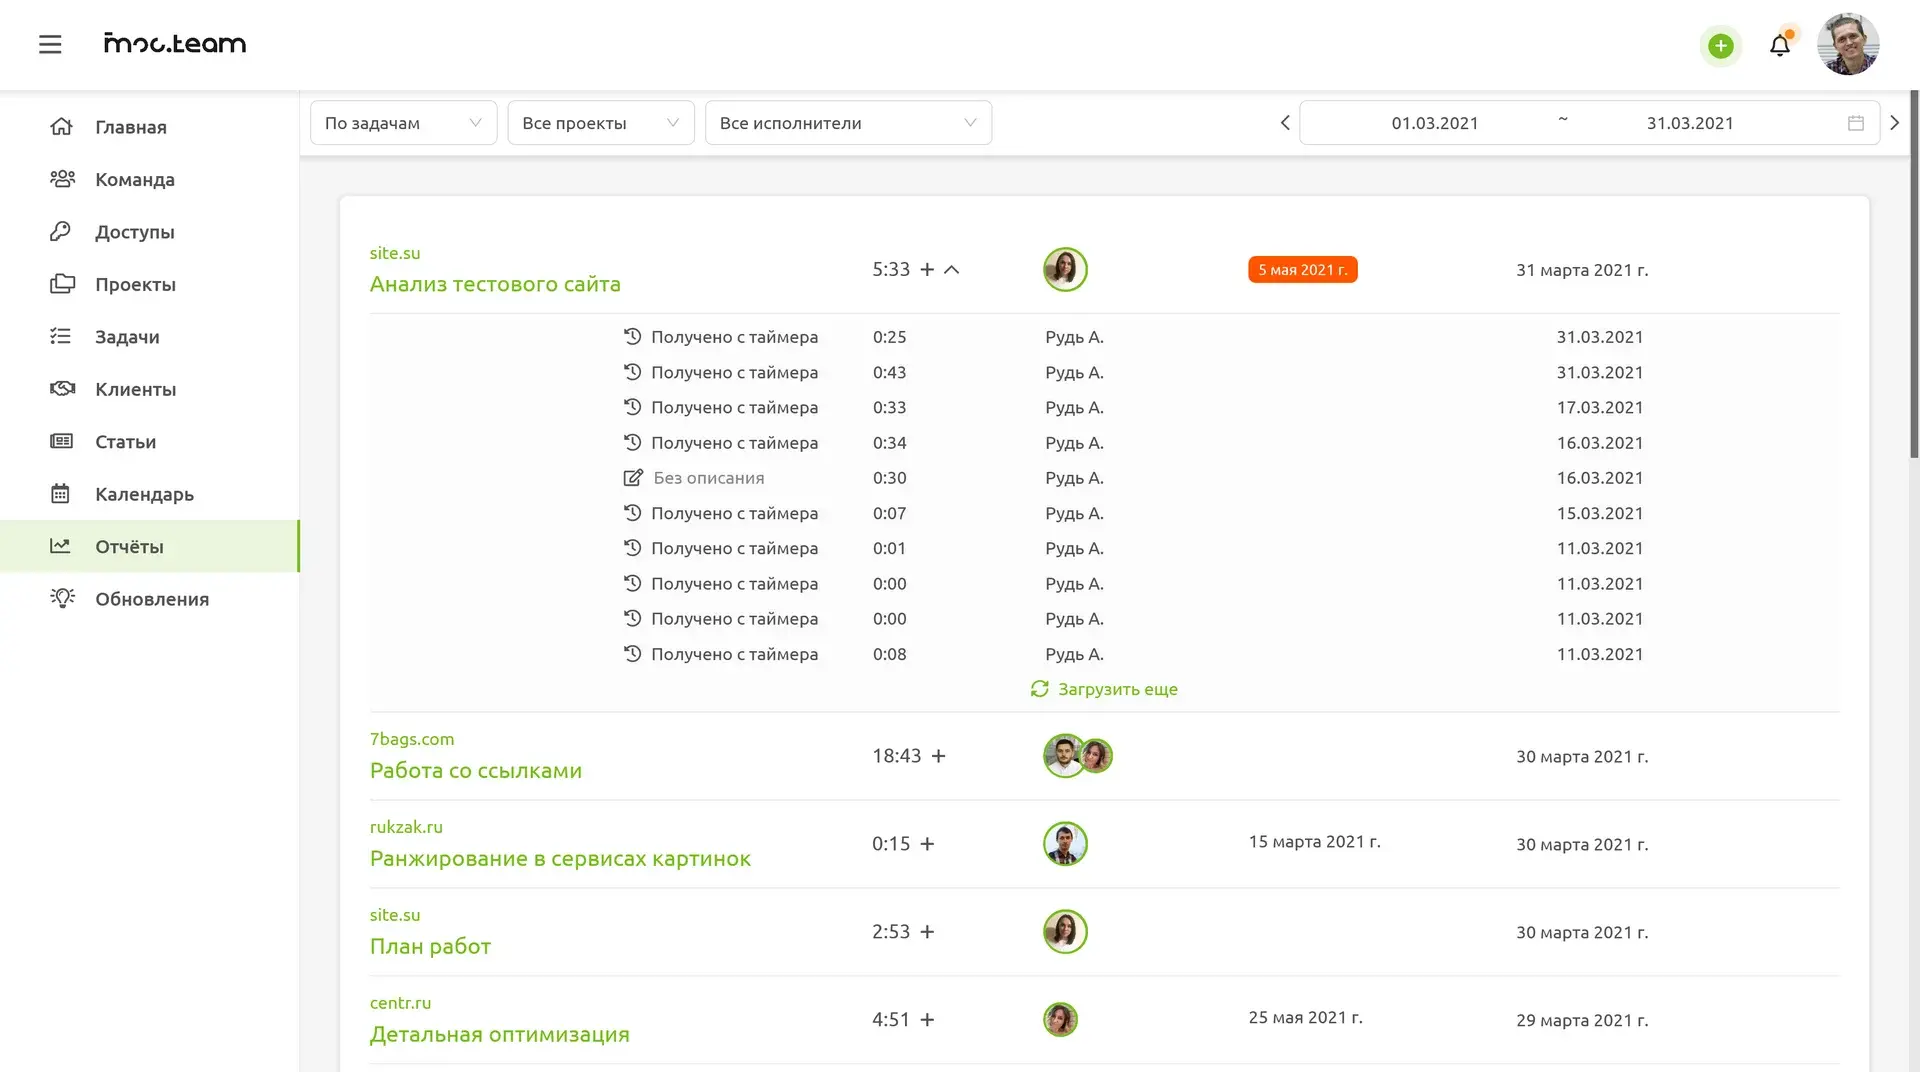 moc.team
По задачам
Все проекты
Все исполнители
01.03.2021 ~ 31.03.2021
Главная
Команда
Доступы
Проекты
Задачи
Клиенты
Статьи
Календарь
Отчёты
Обновления
site.su
Анализ тестового сайта
5:33 +
5 мая 2021 г.
31 марта 2021 г.
Получено с таймера 0:25 Рудь А. 31.03.2021
Получено с таймера 0:43 Рудь А. 31.03.2021
Получено с таймера 0:33 Рудь А. 17.03.2021
Получено с таймера 0:34 Рудь А. 16.03.2021
Без описания 0:30 Рудь А. 16.03.2021
Получено с таймера 0:07 Рудь А. 15.03.2021
Получено с таймера 0:01 Рудь А. 11.03.2021
Получено с таймера 0:00 Рудь А. 11.03.2021
Получено с таймера 0:00 Рудь А. 11.03.2021
Получено с таймера 0:08 Рудь А. 11.03.2021
Загрузить еще
7bags.com
Работа со ссылками
18:43 +
30 марта 2021 г.
rukzak.ru
Ранжирование в сервисах картинок
0:15 +
15 марта 2021 г.
30 марта 2021 г.
site.su
План работ
2:53 +
30 марта 2021 г.
centr.ru
Детальная оптимизация
4:51 +
25 мая 2021 г.
29 марта 2021 г.